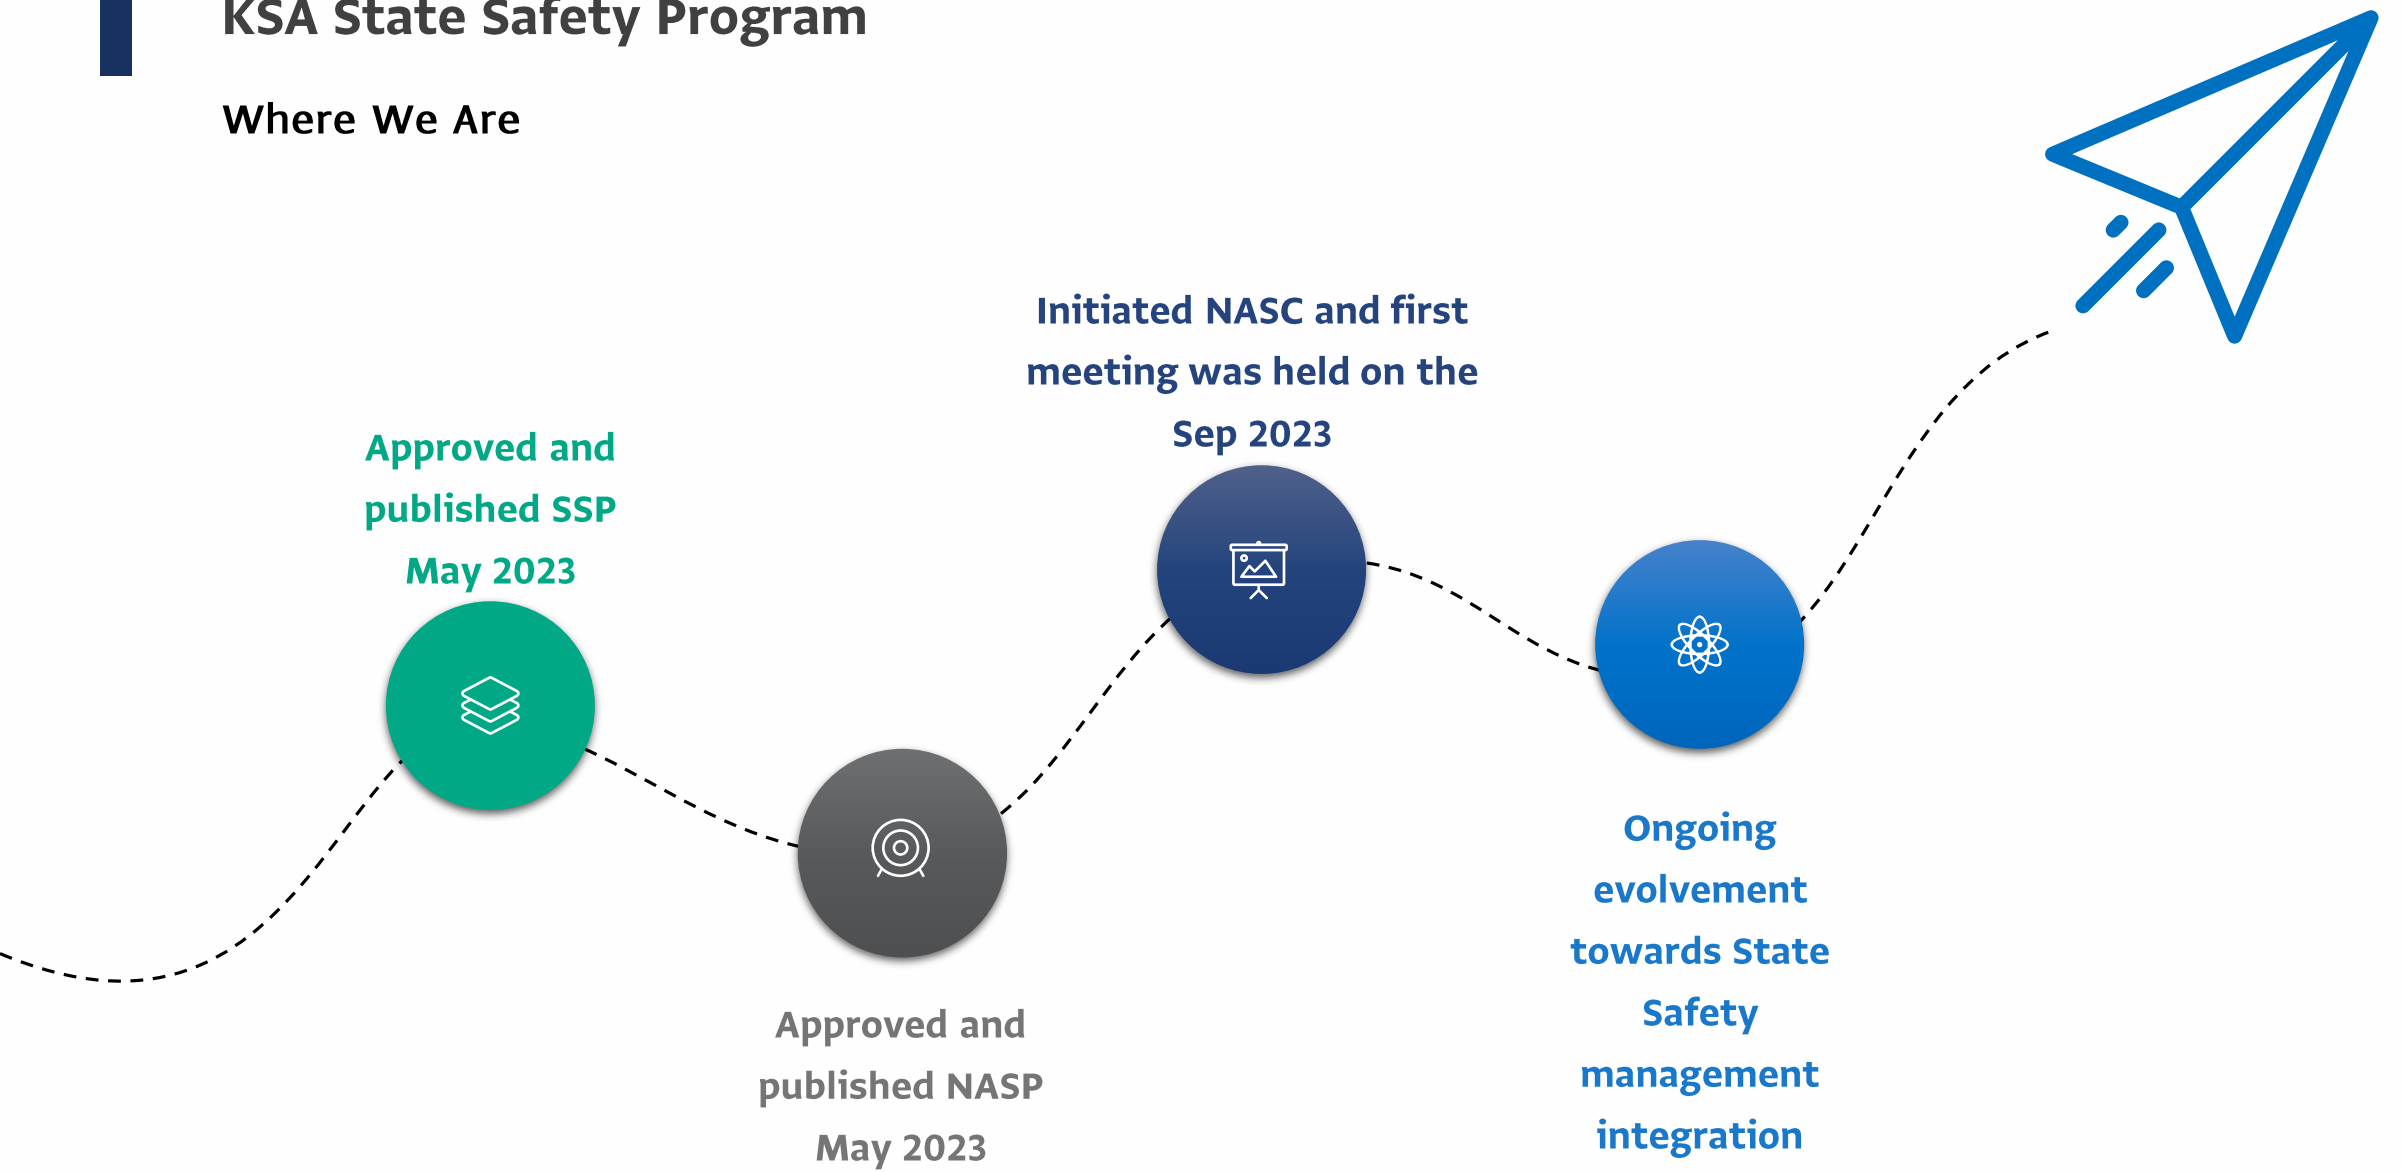 KSA State Safety Program
Where We Are
Approved and
published SSP
May 2023
Approved and
published NASP
May 2023
Initiated NASC and first
meeting was held on the
Sep 2023
Ongoing
evolvement
towards State
Safety
management
integration